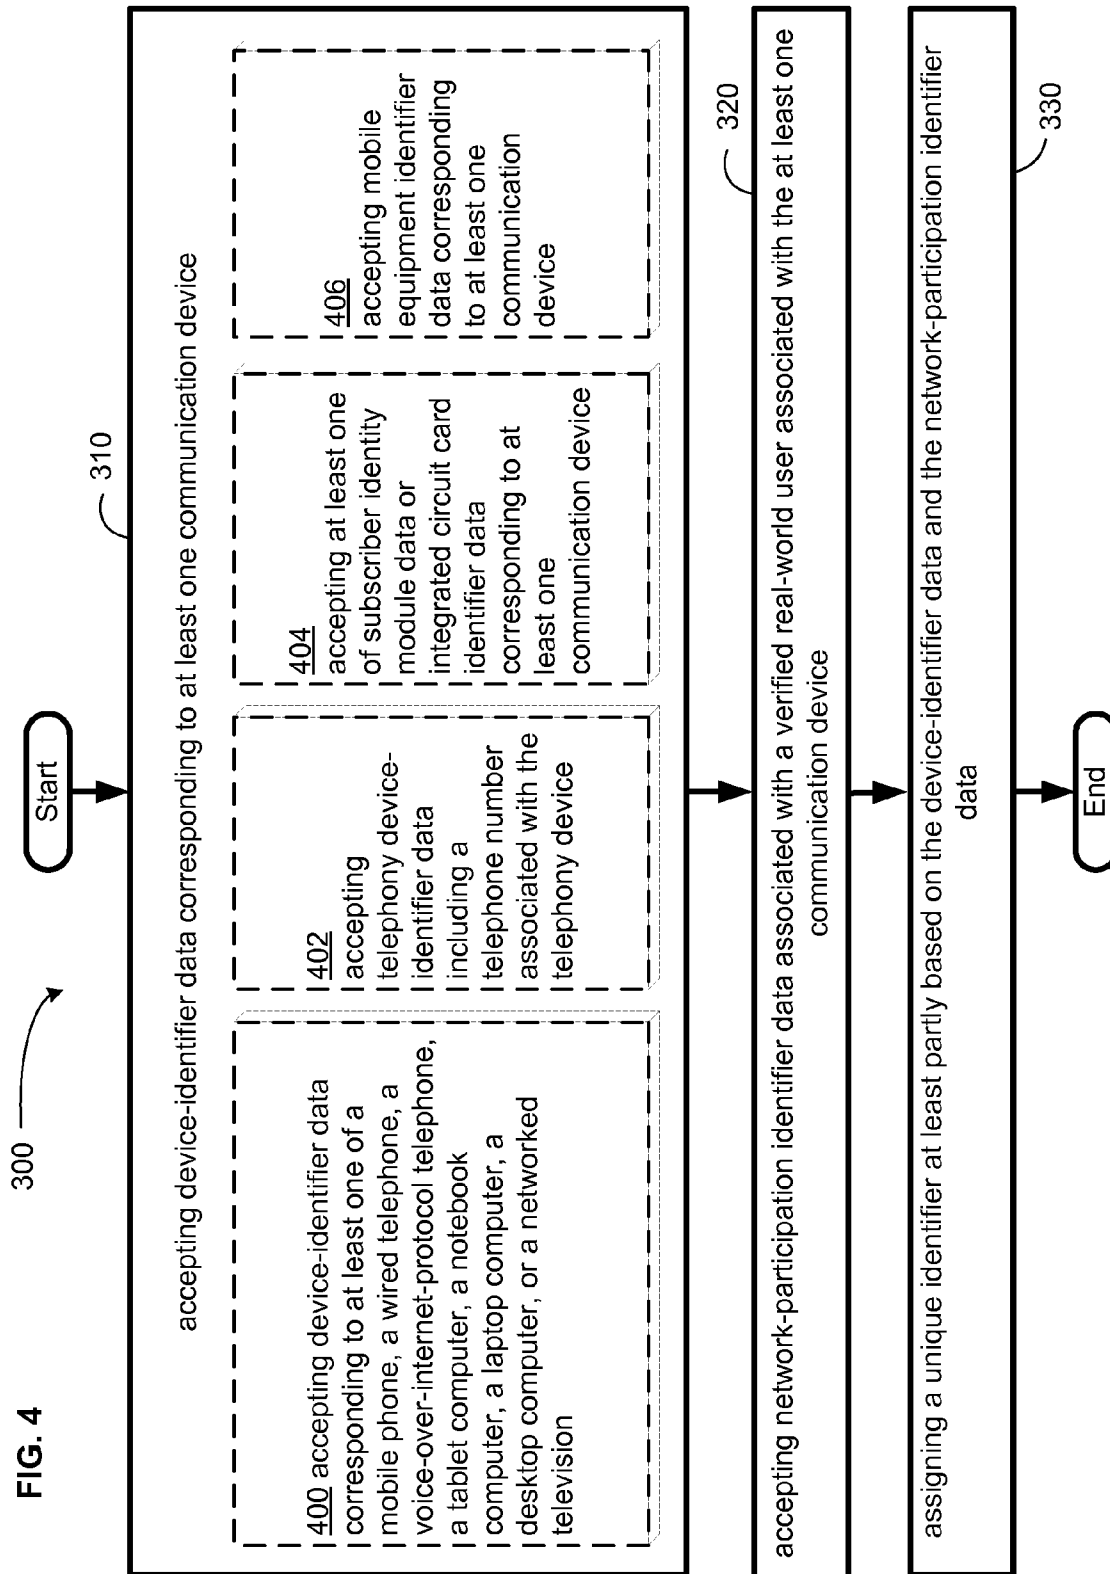 FIG. 4
300
Start
310
accepting device-identifier data corresponding to at least one communication device
400 accepting device-identifier data
corresponding to at least one of a
mobile phone, a wired telephone, a
voice-over-internet-protocol telephone,
a tablet computer, a notebook
computer, a laptop computer, a
desktop computer, or a networked
television
402
accepting
telephony device-
identifier data
including a
telephone number
associated with the
telephony device
404
accepting at least one
of subscriber identity
module data or
integrated circuit card
identifier data
corresponding to at
least one
communication device
406
accepting mobile
equipment identifier
data corresponding
to at least one
communication
device
320
accepting network-participation identifier data associated with a verified real-world user associated with the at least one
communication device
330
assigning a unique identifier at least partly based on the device-identifier data and the network-participation identifier
data
End